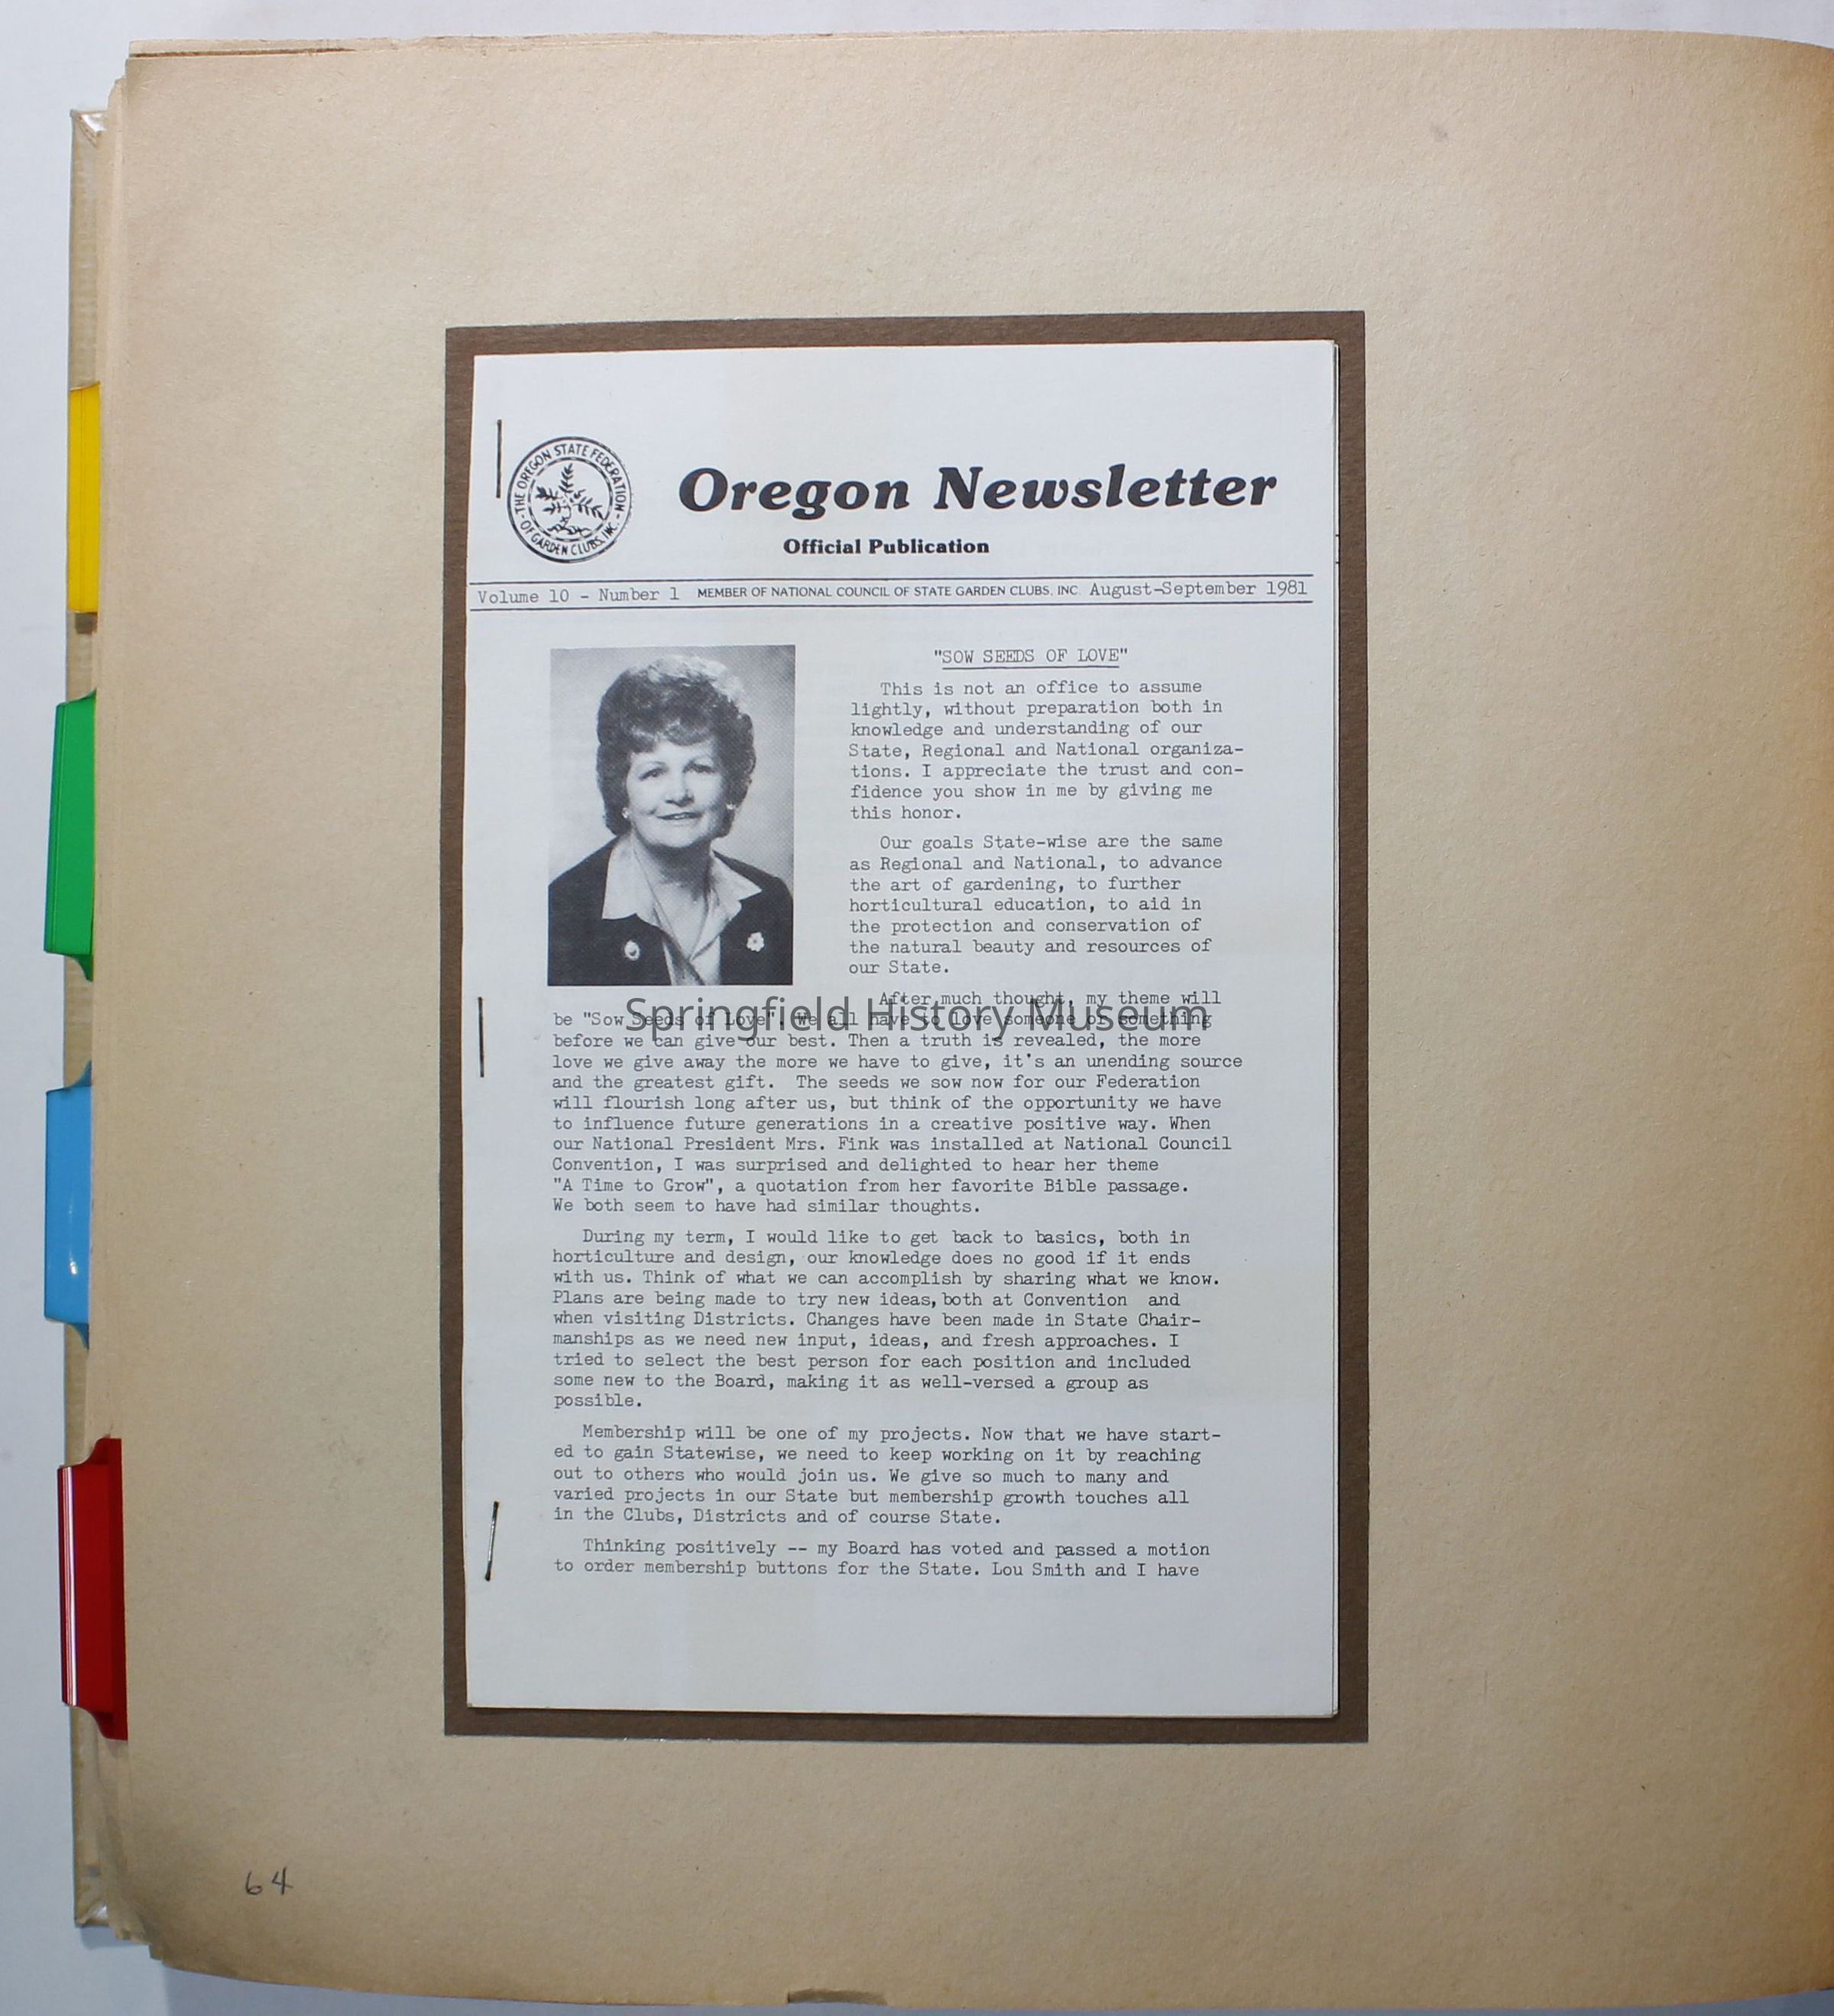 THE OREGON STATE FEDERATION
OF GARDEN CLUBS, INC.
Oregon Newsletter
Official Publication
Volume 10 - Number 1 MEMBER OF NATIONAL COUNCIL OF STATE GARDEN CLUBS, INC. August-September 1981
"SOW SEEDS OF LOVE"
This is not an office to assume
lightly, without preparation both in
knowledge and understanding of our
State, Regional and National organiza-
tions. I appreciate the trust and con-
fidence you show in me by giving me
this honor.
Our goals State-wise are the same
as Regional and National, to advance
the art of gardening, to further
horticultural education, to aid in
the protection and conservation of
the natural beauty and resources of
our State.
After much thought, my theme will
be "Sow Seeds of Love". We all have to love someone or something
Springfield History Museum
before we can give our best. Then a truth is revealed, the more
love we give away the more we have to give, it's an unending source
and the greatest gift. The seeds we sow now for our Federation
will flourish long after us, but think of the opportunity we have
to influence future generations in a creative positive way. When
our National President Mrs. Fink was installed at National Council
Convention, I was surprised and delighted to hear her theme
"A Time to Grow", a quotation from her favorite Bible passage.
We both seem to have had similar thoughts.
During my term, I would like to get back to basics, both in
horticulture and design, our knowledge does no good if it ends
with us. Think of what we can accomplish by sharing what we know.
Plans are being made to try new ideas, both at Convention and
when visiting Districts. Changes have been made in State Chair-
manships as we need new input, ideas, and fresh approaches. I
tried to select the best person for each position and included
some new to the Board, making it as well-versed a group as
possible.
Membership will be one of my projects. Now that we have start-
ed to gain Statewise, we need to keep working on it by reaching
out to others who would join us. We give so much to many and
varied projects in our State but membership growth touches all
in the Clubs, Districts and of course State.
Thinking positively -- my Board has voted and passed a motion
to order membership buttons for the State. Lou Smith and I have
64